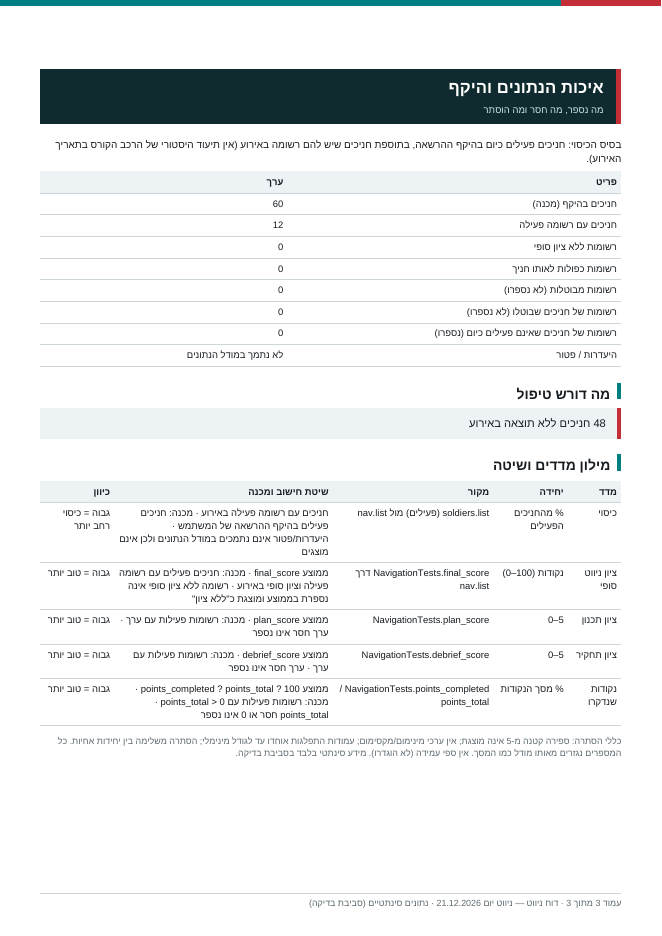 איכות הנתונים והיקף
מה נספר, מה חסר ומה הוסתר
בסיס הכיסוי: חניכים פעילים כיום בהיקף ההרשאה, בתוספת חניכים שיש להם רשומה באירוע (אין תיעוד היסטורי של הרכב הקורס בתאריך
האירוע).
פריט ערך
חניכים בהיקף (מכנה) 60
חניכים עם רשומה פעילה 12
רשומות ללא ציון סופי 0
רשומות כפולות לאותו חניך 0
רשומות מבוטלות (לא נספרו) 0
רשומות של חניכים שבוטלו (לא נספרו) 0
רשומות של חניכים שאינם פעילים כיום (נספרו) 0
היעדרות / פטור לא נתמך במודל הנתונים
מה דורש טיפול
48 חניכים ללא תוצאה באירוע
מילון מדדים ושיטה
מדד יחידה מקור שיטת חישוב ומכנה כיוון
כיסוי % מהחניכים הפעילים soldiers.list (פעילים) מול nav.list חניכים עם רשומה פעילה באירוע · מכנה: חניכים פעילים בהיקף ההרשאה של המשתמש · היעדרות/פטור אינם נתמכים במודל הנתונים ולכן אינם מוצגים גבוה = כיסוי רחב יותר
ציון ניווט סופי נקודות (0–100) NavigationTests.final_score דרך nav.list ממוצע final_score · מכנה: חניכים פעילים עם רשומה פעילה וציון סופי באירוע · רשומה ללא ציון סופי אינה נספרת בממוצע ומוצגת כ"ללא ציון" גבוה = טוב יותר
ציון תכנון 0–5 NavigationTests.plan_score ממוצע plan_score · מכנה: רשומות פעילות עם ערך · ערך חסר אינו נספר גבוה = טוב יותר
ציון תחקיר 0–5 NavigationTests.debrief_score ממוצע debrief_score · מכנה: רשומות פעילות עם ערך · ערך חסר אינו נספר גבוה = טוב יותר
נקודות שנדקרו % מסך הנקודות NavigationTests.points_completed / points_total ממוצע 100 ? points_completed ? points_total · מכנה: רשומות פעילות עם points_total > 0 · points_total חסר או 0 אינו נספר גבוה = טוב יותר
כללי הסתרה: ספירה קטנה מ-5 אינה מוצגת; אין ערכי מינימום/מקסימום; עמודות התפלגות אוחדו עד לגודל מינימלי; הסתרה משלימה בין יחידות אחיות. כל
המספרים נגזרים מאותו מודל כמו המסך. אין ספי עמידה (לא הוגדרו). מידע סינתטי בלבד בסביבת בדיקה.
עמוד 3 מתוך 3 · דוח ניווט — ניווט יום 21.12.2026 · נתונים סינתטיים (סביבת בדיקה)